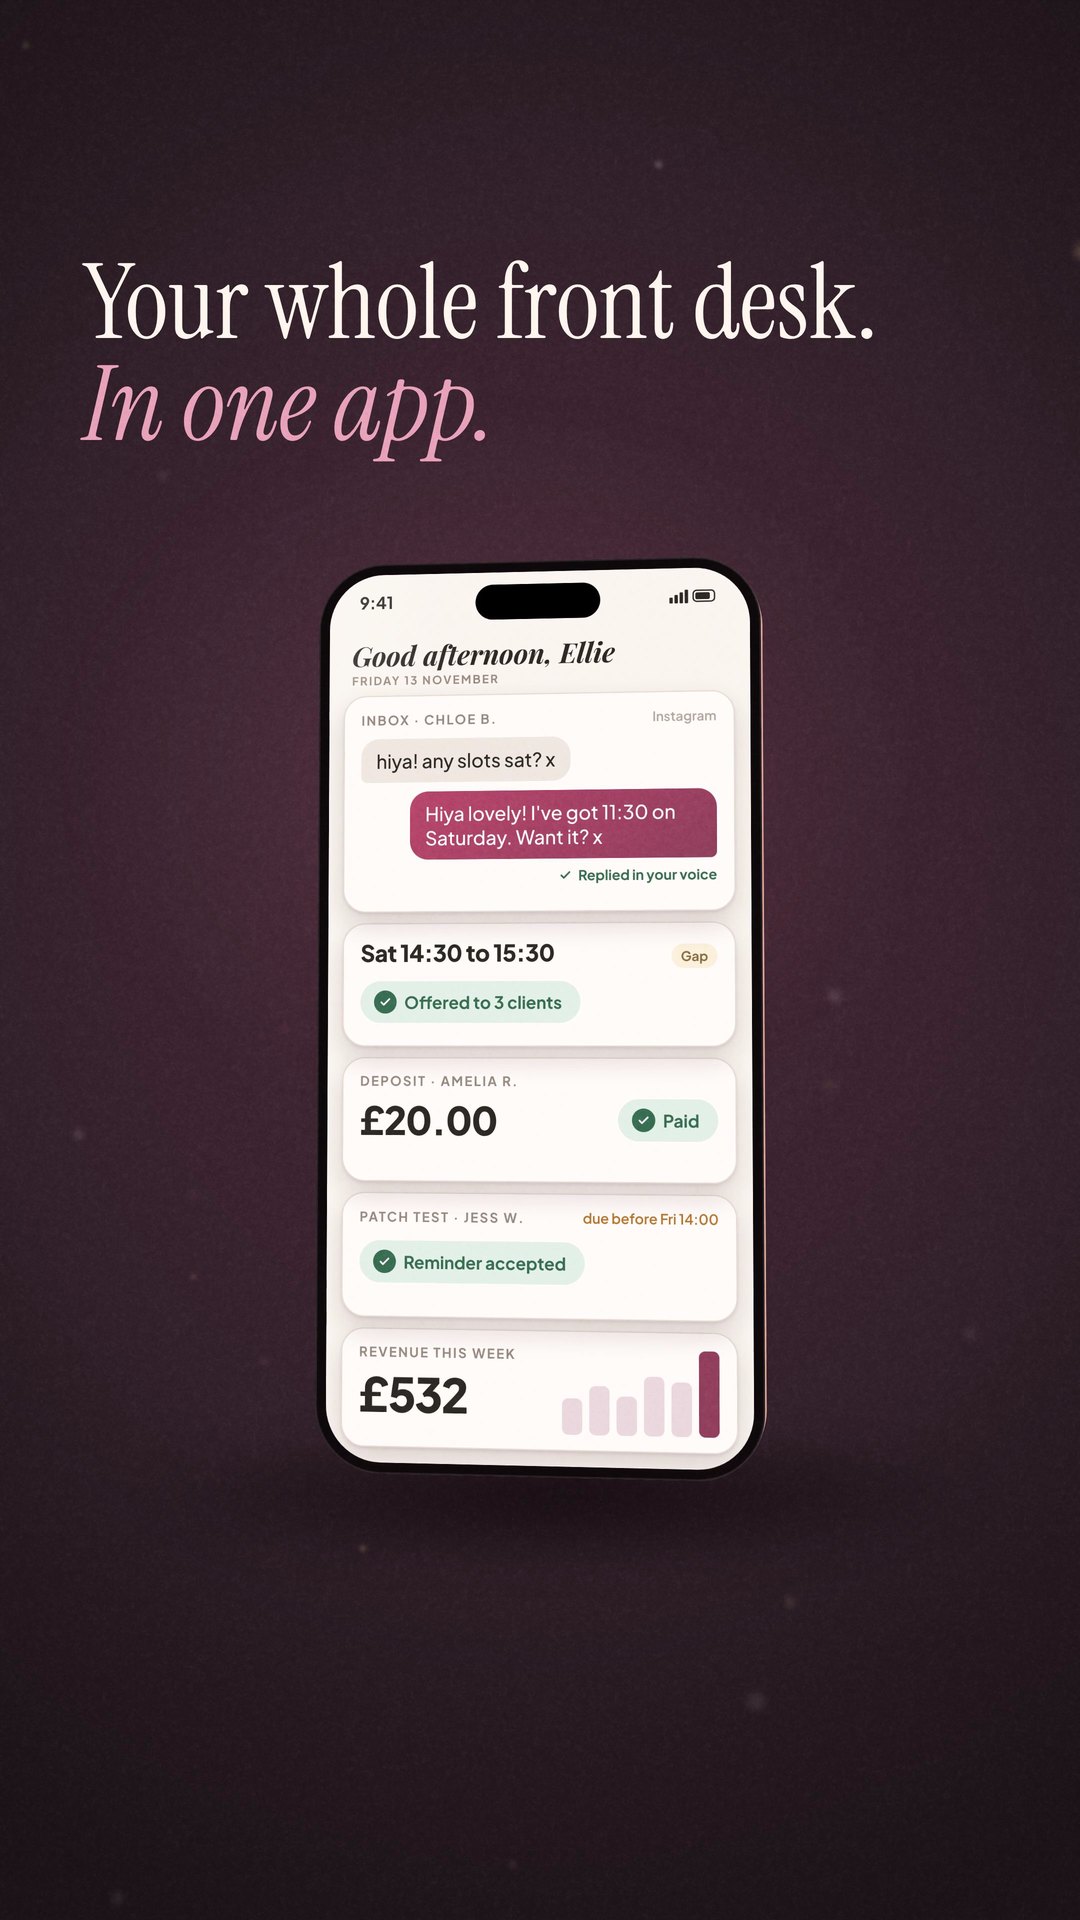 Your whole front desk.
In one app.
9:41
Good afternoon, Ellie
FRIDAY 13 NOVEMBER
INBOX · CHLOE B.
Instagram
hiya! any slots sat? x
Hiya lovely! I've got 11:30 on
Saturday. Want it? x
Replied in your voice
Sat 14:30 to 15:30
Gap
Offered to 3 clients
DEPOSIT · AMELIA R.
£20.00
Paid
PATCH TEST · JESS W.
due before Fri 14:00
Reminder accepted
REVENUE THIS WEEK
£532